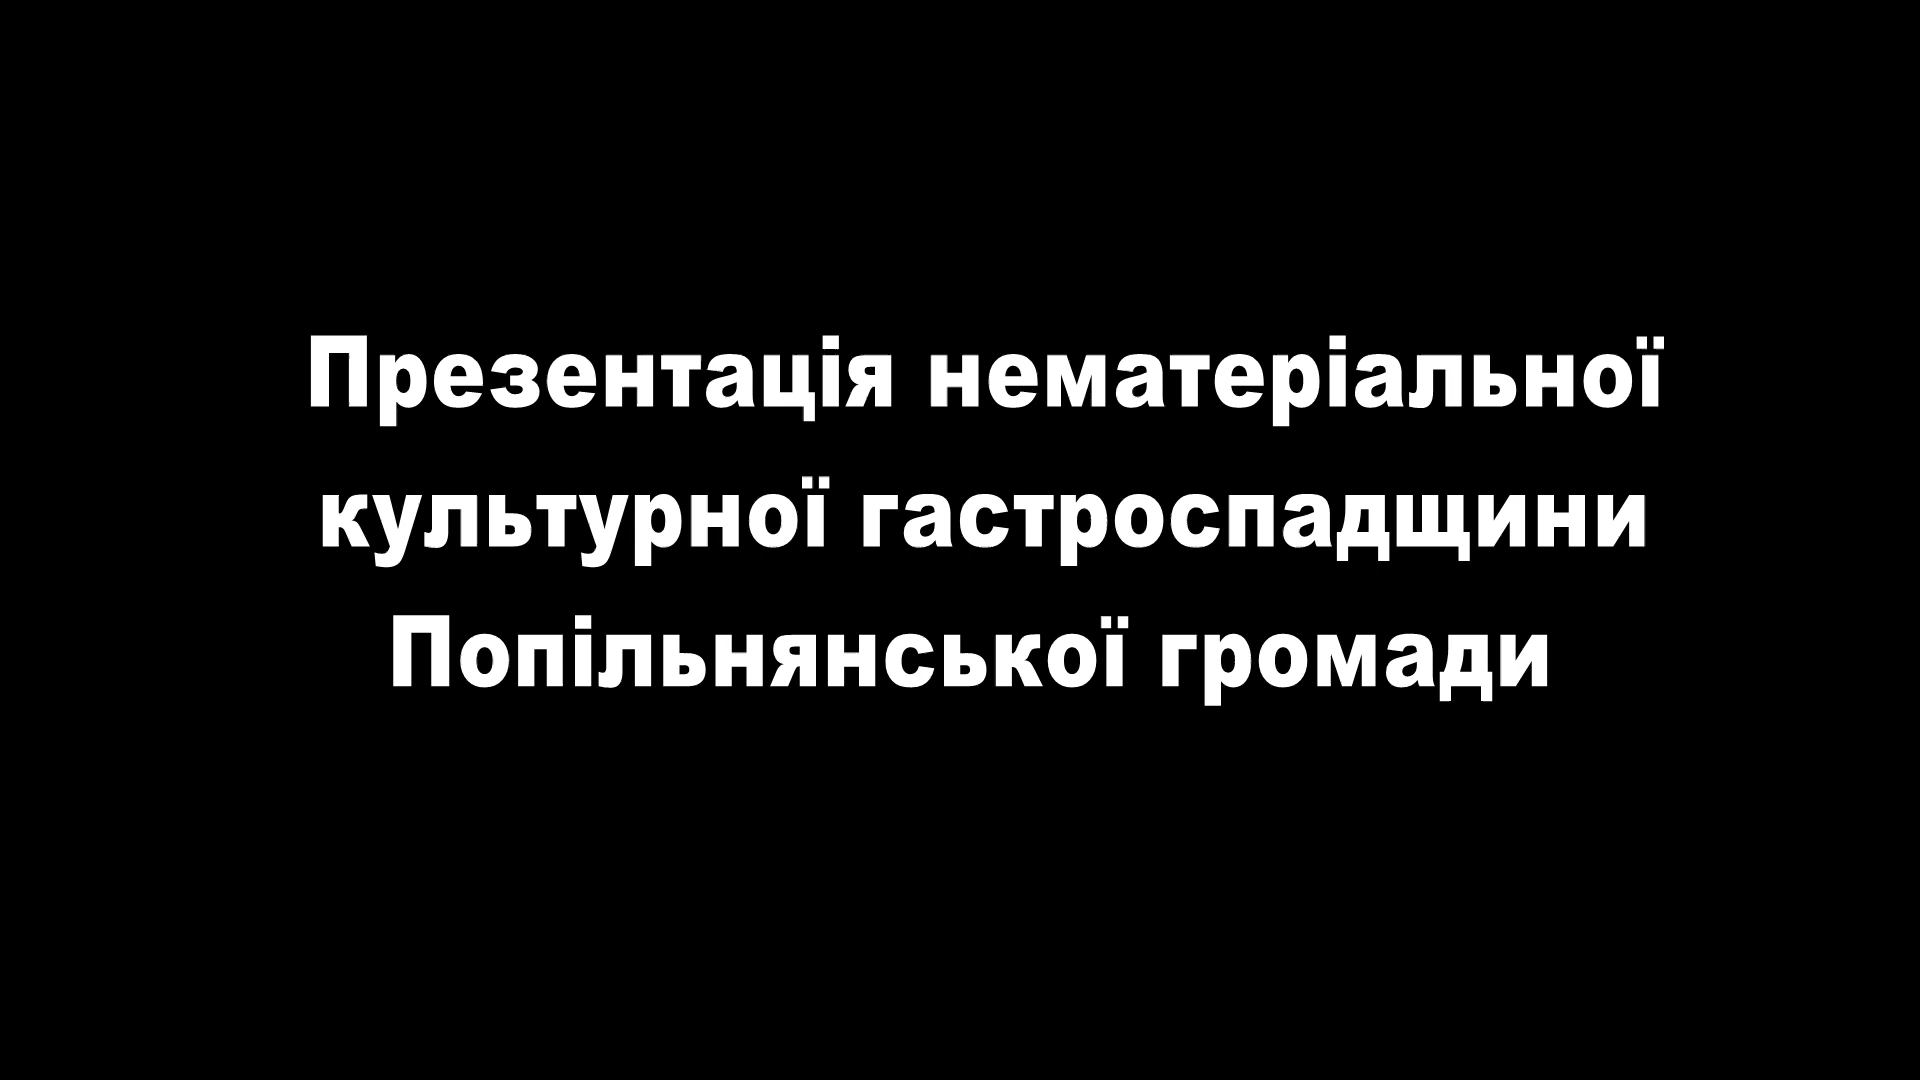 Презентація нематеріальної
культурної гастроспадщини
Попільнянської громади